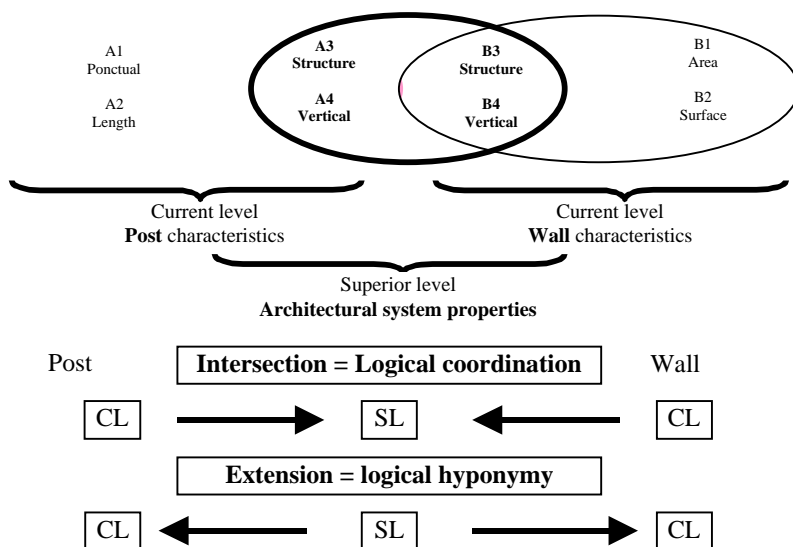 A1
Ponctual
A2
Length
A3
Structure
A4
Vertical
B3
Structure
B4
Vertical
B1
Area
B2
Surface
Current level
Post characteristics
Current level
Wall characteristics
Superior level
Architectural system properties
Post
Intersection = Logical coordination
Wall
CL
SL
CL
Extension = logical hyponymy
CL
SL
CL